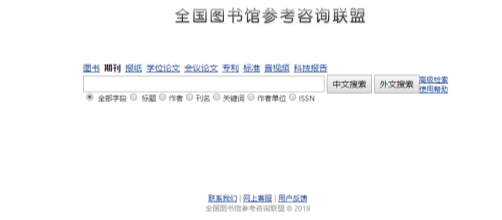 全国图书馆参考咨询联盟
图书 期刊 报纸 学位论文 会议论文 专利 标准 音视频 科技报告
中文搜索 外文搜索 高级检索
使用帮助
全部字段 标题 作者 刊名 关键词 作者单位 ISSN
联系我们 | 网上客服 | 用户反馈
全国图书馆参考咨询联盟 © 2019